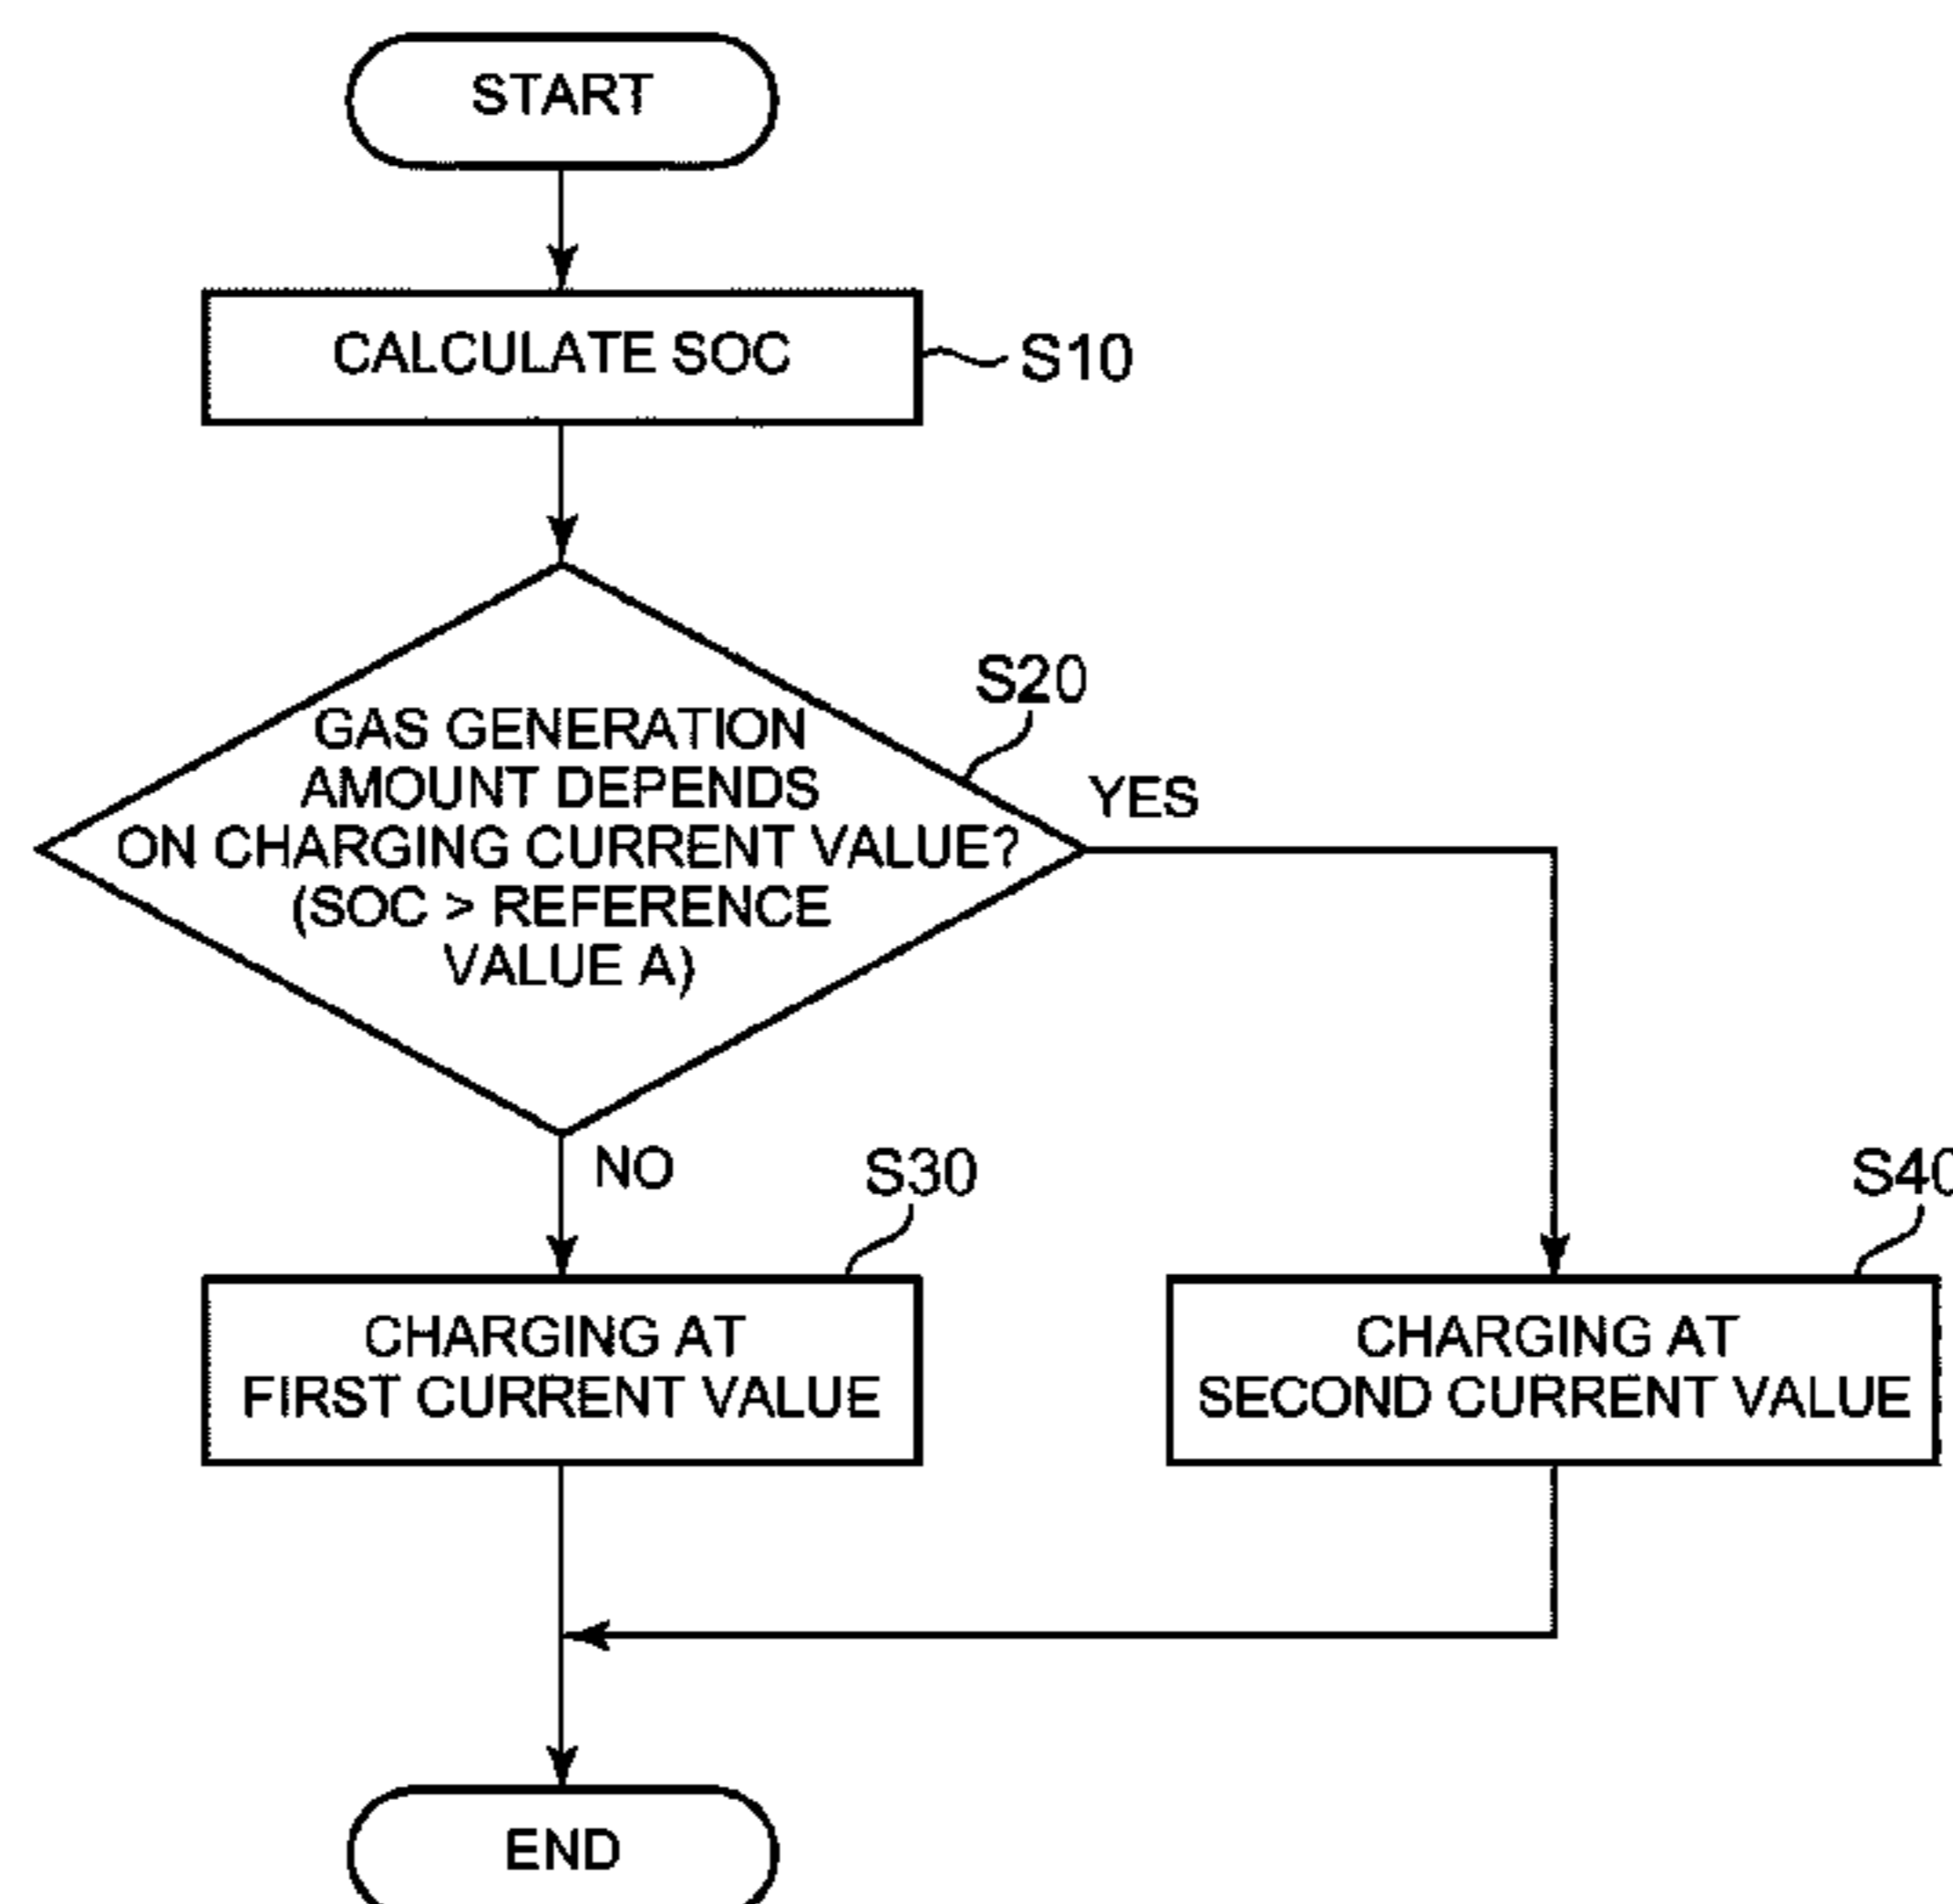 START
CALCULATE SOC
S10
S20
GAS GENERATION
AMOUNT DEPENDS
ON CHARGING CURRENT VALUE?
(SOC > REFERENCE
VALUE A)
YES
NO
S30
S40
CHARGING AT
FIRST CURRENT VALUE
CHARGING AT
SECOND CURRENT VALUE
END